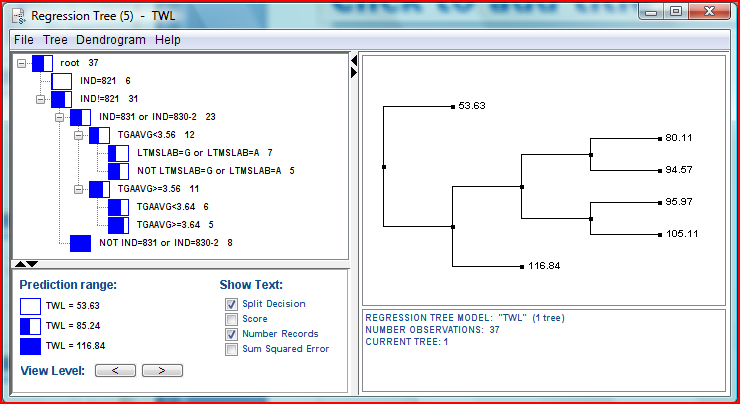 Regression Tree (5) - TWL
File Tree Dendrogram Help
root 37
IND=821 6
IND!=821 31
IND=831 or IND=830-2 23
TGAAVG<3.56 12
LTMSLAB=G or LTMSLAB=A 7
NOT LTMSLAB=G or LTMSLAB=A 5
TGAAVG>=3.56 11
TGAAVG<3.64 6
TGAAVG>=3.64 5
NOT IND=831 or IND=830-2 8
Prediction range:
TWL = 53.63
TWL = 85.24
TWL = 116.84
Show Text:
Split Decision
Score
Number Records
Sum Squared Error
View Level: < >
53.63
80.11
94.57
95.97
105.11
116.84
REGRESSION TREE MODEL: "TWL" (1 tree)
NUMBER OBSERVATIONS: 37
CURRENT TREE: 1